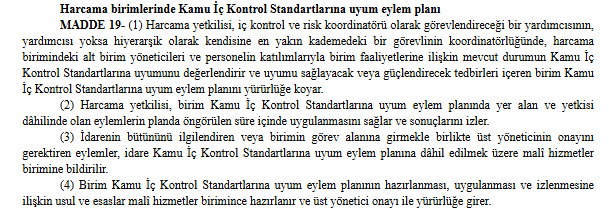 Harcama birimlerinde Kamu İç Kontrol Standartlarına uyum eylem planı
MADDE 19- (1) Harcama yetkilisi, iç kontrol ve risk koordinatörü olarak görevlendireceği bir yardımcısının,
yardımcısı yoksa hiyerarşik olarak kendisine en yakın kademedeki bir görevlinin koordinatörlüğünde, harcama
birimindeki alt birim yöneticileri ve personelin katılımlarıyla birim faaliyetlerine ilişkin mevcut durumun Kamu İç
Kontrol Standartlarına uyumunu değerlendirir ve uyumu sağlayacak veya güçlendirecek tedbirleri içeren birim Kamu
İç Kontrol Standartlarına uyum eylem planını yürürlüğe koyar.
(2) Harcama yetkilisi, birim Kamu İç Kontrol Standartlarına uyum eylem planında yer alan ve yetkisi
dâhilinde olan eylemlerin planda öngörülen süre içinde uygulanmasını sağlar ve sonuçlarını izler.
(3) İdarenin bütününü ilgilendiren veya birimin görev alanına girmekle birlikte üst yöneticinin onayını
gerektiren eylemler, idare Kamu İç Kontrol Standartlarına uyum eylem planına dâhil edilmek üzere malî hizmetler
birimine bildirilir.
(4) Birim Kamu İç Kontrol Standartlarına uyum eylem planının hazırlanması, uygulanması ve izlenmesine
ilişkin usul ve esaslar malî hizmetler birimince hazırlanır ve üst yönetici onayı ile yürürlüğe girer.